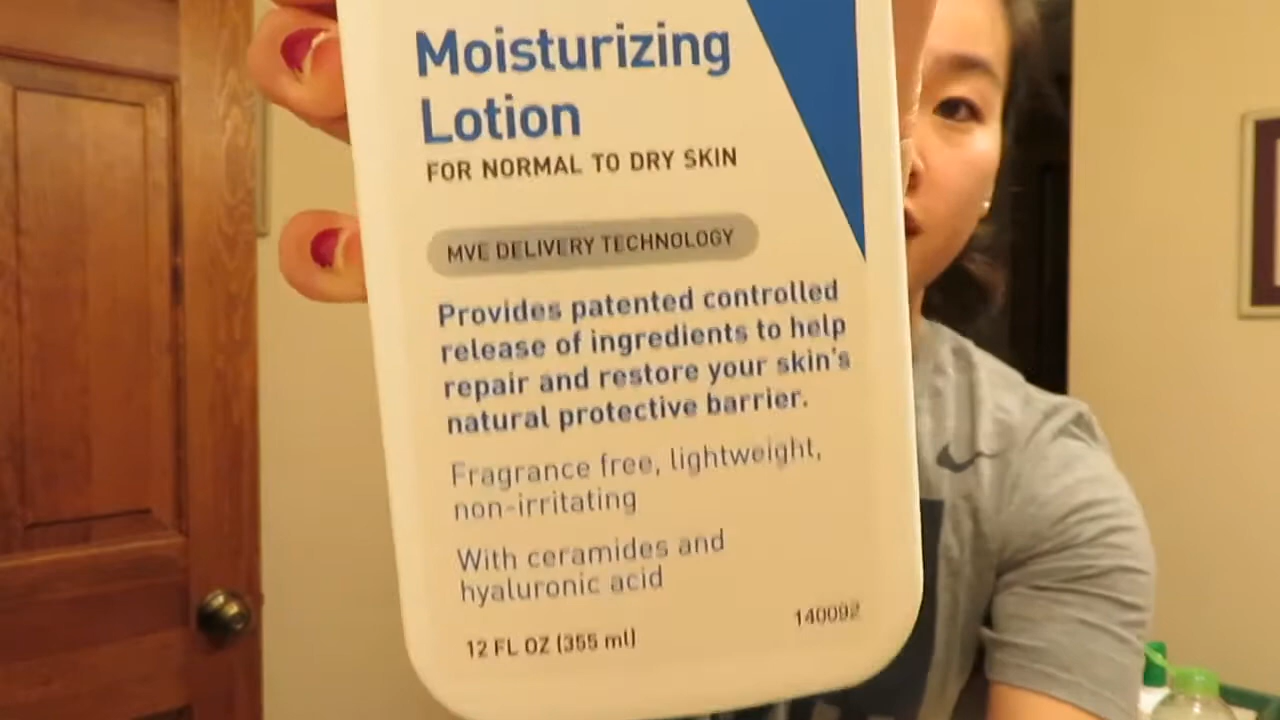 Moisturizing
Lotion
FOR NORMAL TO DRY SKIN
MVE DELIVERY TECHNOLOGY
Provides patented controlled
release of ingredients to help
repair and restore your skin's
natural protective barrier.
Fragrance free, lightweight,
non-irritating
With ceramides and
hyaluronic acid
140092
12 FL OZ (355 ml)